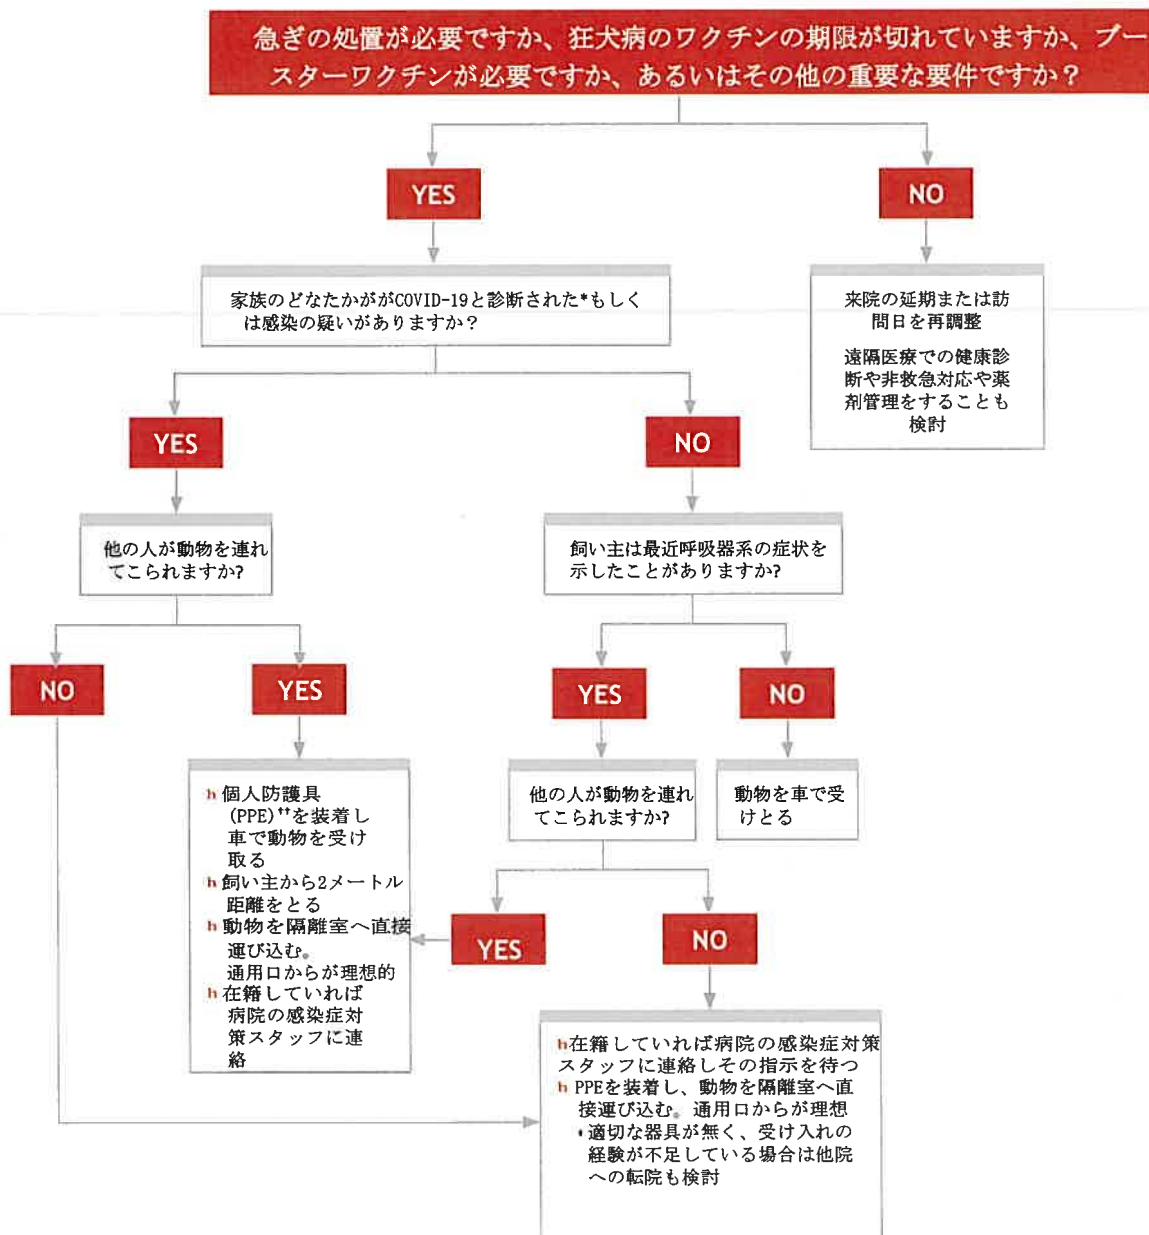 急ぎの処置が必要ですか、狂犬病のワクチンの期限が切れていますか、ブー
スターワクチンが必要ですか、あるいはその他の重要な要件ですか？
YES
NO
家族のどなたかががCOVID-19と診断された*もしく
は感染の疑いがありますか？
来院の延期または訪
問日を再調整
遠隔医療での健康診
断や非救急対応や薬
剤管理をすることも
検討
YES
NO
他の人が動物を連れ
てこられますか?
飼い主は最近呼吸器系の症状を
示したことがありますか?
NO
YES
YES
NO
h 個人防護具
(PPE)††を装着し
車で動物を受け
取る
h 飼い主から2メートル
距離をとる
h 動物を隔離室へ直接
運び込む。
通用口からが理想的
h 在籍していれば
病院の感染症対
策スタッフに連
絡
他の人が動物を連れ
てこられますか?
動物を車で受
けとる
YES
NO
h在籍していれば病院の感染症対策
スタッフに連絡しその指示を待つ
h PPEを装着し、動物を隔離室へ直
接運び込む。通用口からが理想
・適切な器具が無く、受け入れの
経験が不足している場合は他院
への転院も検討